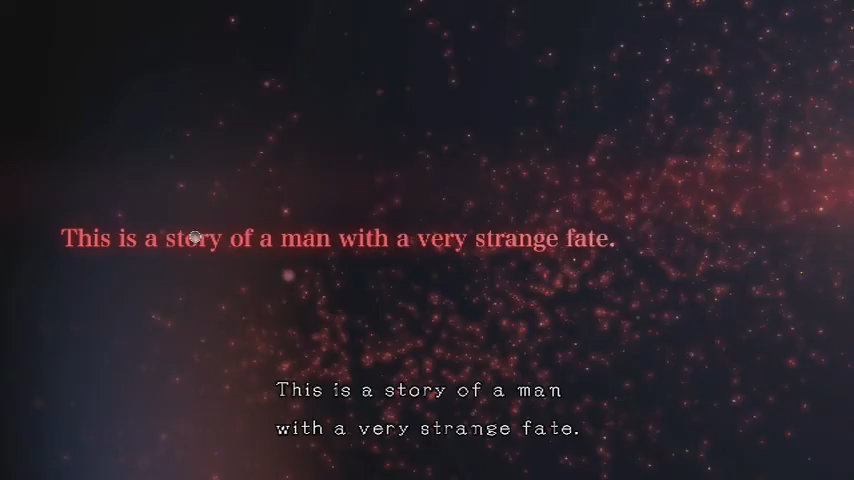 This is a story of a man with a very strange fate.
This is a story of a man
with a very strange fate.